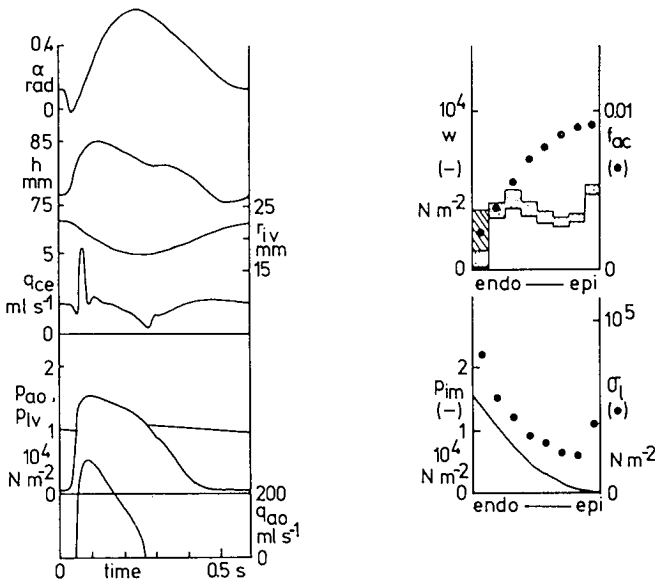 0.4
α
rad
0
85
h
mm
75
25
r_iv
mm
15
5
q_ce
ml s⁻¹
0
2
p_ao,
p_lv
1
10⁴
N m⁻²
0
200
q_ao
ml s⁻¹
0
0 time 0.5 s
10⁴
w
(–)
N m⁻²
0
0.01
f_ac
(•)
0
endo — epi
2
p_im
(–)
1
10⁴
N m⁻²
0
10⁵
σ_l
(•)
N m⁻²
0
endo — epi